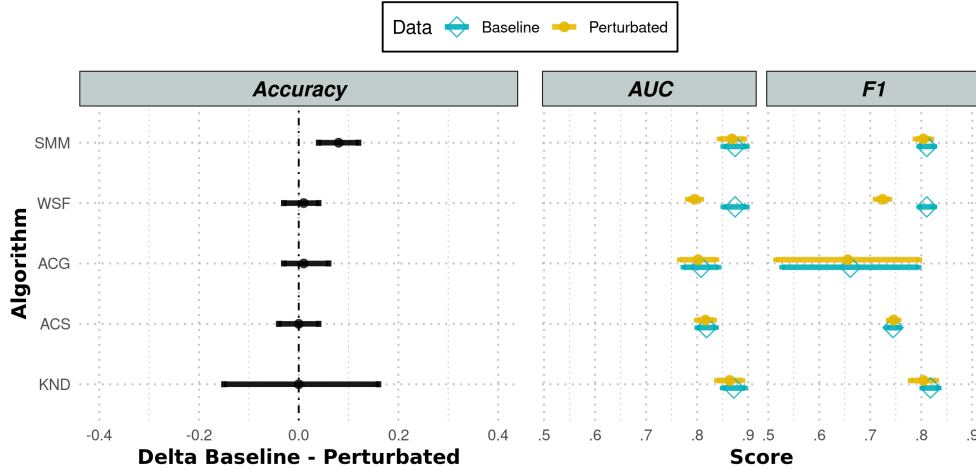 Data Baseline Perturbated
Accuracy AUC F1
Algorithm
SMM
WSF
ACG
ACS
KND
-0.4 -0.2 0.0 0.2 0.4 .5 .6 .7 .8 .9 .5 .6 .7 .8 .9
Delta Baseline - Perturbated Score